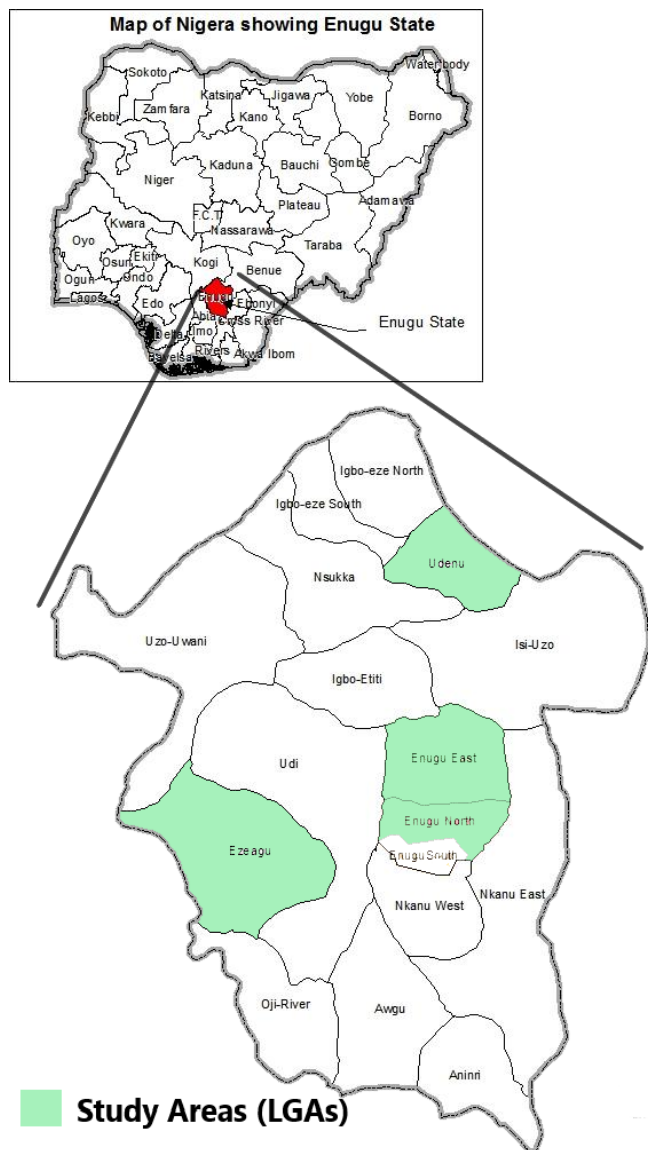 Map of Nigera showing Enugu State
Sokoto
Katsina
Jigawa
Yobe
Water body
Kebbi
Zamfara
Kano
Borno
Kaduna
Bauchi
Gombe
Niger
Adamawa
Plateau
F.C.T
Kwara
Nassarawa
Oyo
Taraba
Kogi
Osun
Ekiti
Benue
Ogun
Ondo
Lagos
Edo
Enugu
Ebonyi
Abia
Cross River
Enugu State
Delta
Imo
Bayelsa
Rivers
Akwa Ibom
Igbo-eze North
Igbo-eze South
Udenu
Nsukka
Uzo-Uwani
Isi-Uzo
Igbo-Etiti
Udi
Enugu East
Enugu North
Ezeagu
Enugu South
Nkanu East
Nkanu West
Oji-River
Awgu
Aninri
Study Areas (LGAs)